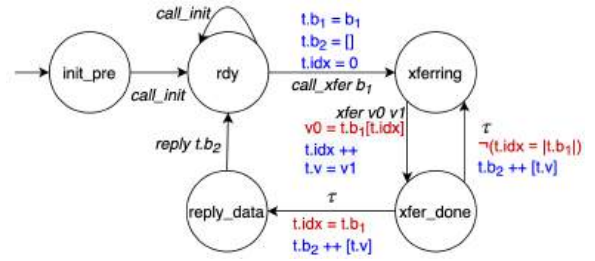 call_init
t.b₁ = b₁
t.b₂ = []
t.idx = 0
init_pre
rdy
xferring
call_init
call_xfer b₁
xfer v0 v1
v0 = t.b₁[t.idx]
t.idx ++
t.v = v1
τ
¬(t.idx = |t.b₁|)
t.b₂ ++ [t.v]
reply t.b₂
reply_data
τ
xfer_done
t.idx = t.b₁
t.b₂ ++ [t.v]